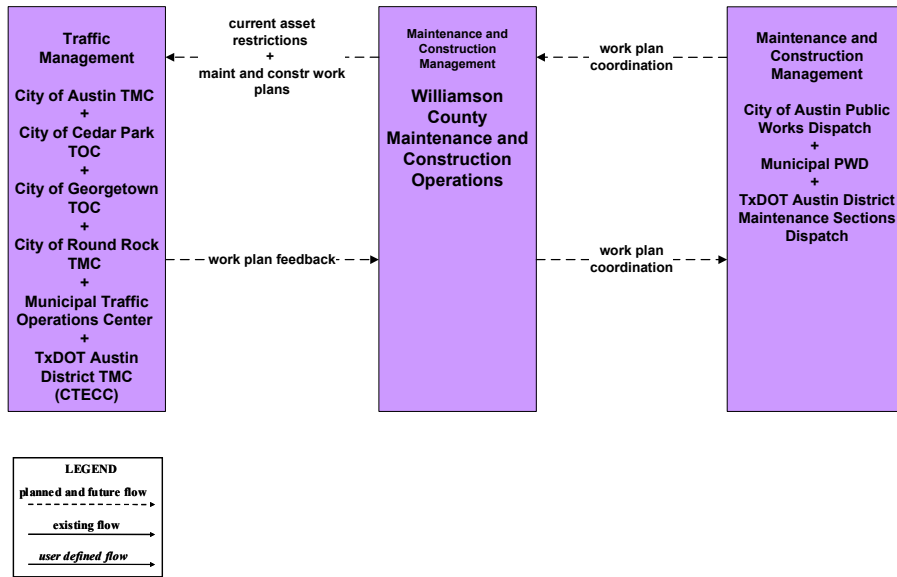 Traffic
Management
City of Austin TMC
+
City of Cedar Park
TOC
+
City of Georgetown
TOC
+
City of Round Rock
TMC
+
Municipal Traffic
Operations Center
+
TxDOT Austin
District TMC
(CTECC)
current asset
restrictions
+
maint and constr work
plans
work plan feedback
Maintenance and
Construction
Management
Williamson
County
Maintenance and
Construction
Operations
work plan
coordination
work plan
coordination
Maintenance and
Construction
Management
City of Austin Public
Works Dispatch
+
Municipal PWD
+
TxDOT Austin District
Maintenance Sections
Dispatch
LEGEND
planned and future flow
existing flow
user defined flow